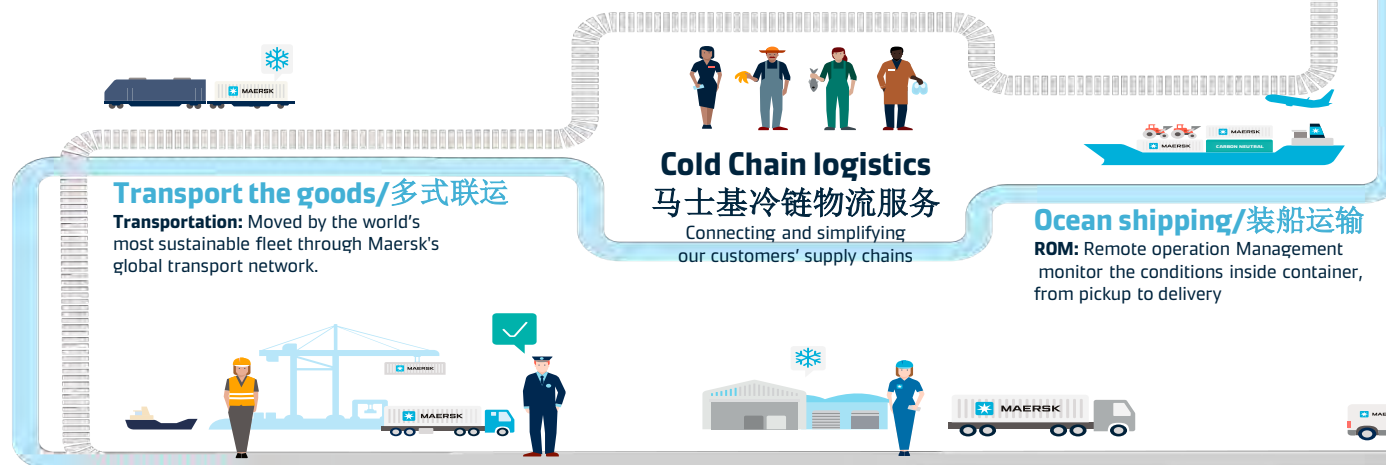 MAERSK
Cold Chain logistics
马士基冷链物流服务
Connecting and simplifying
our customers' supply chains
MAERSK
MAERSK
CARBON NEUTRAL
Transport the goods/多式联运
Transportation: Moved by the world's
most sustainable fleet through Maersk's
global transport network.
Ocean shipping/装船运输
ROM: Remote operation Management
monitor the conditions inside container,
from pickup to delivery
MAERSK
MAERSK
MAERSK